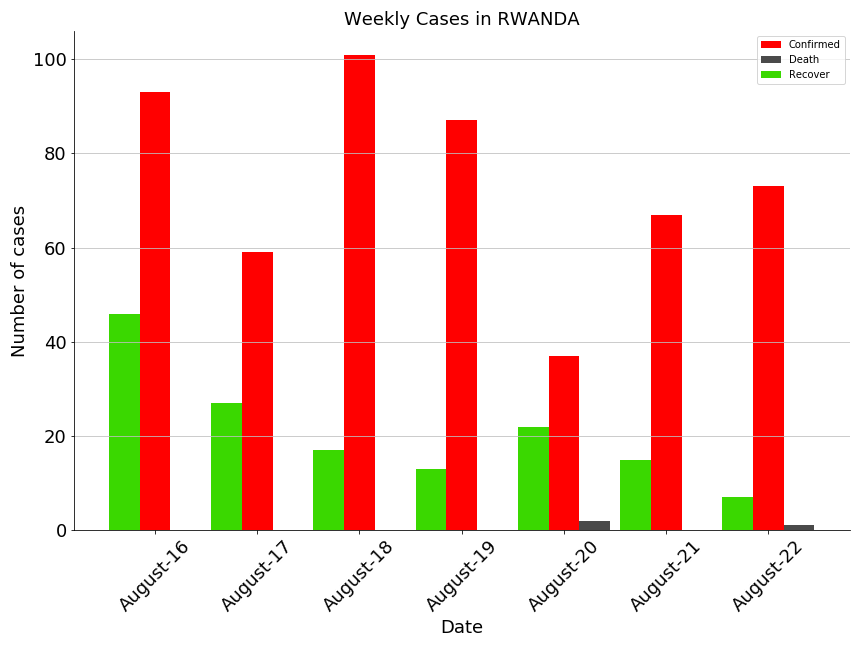 Weekly Cases in RWANDA
Confirmed
Death
Recover
Number of cases
100
80
60
40
20
0
August-16
August-17
August-18
August-19
August-20
August-21
August-22
Date